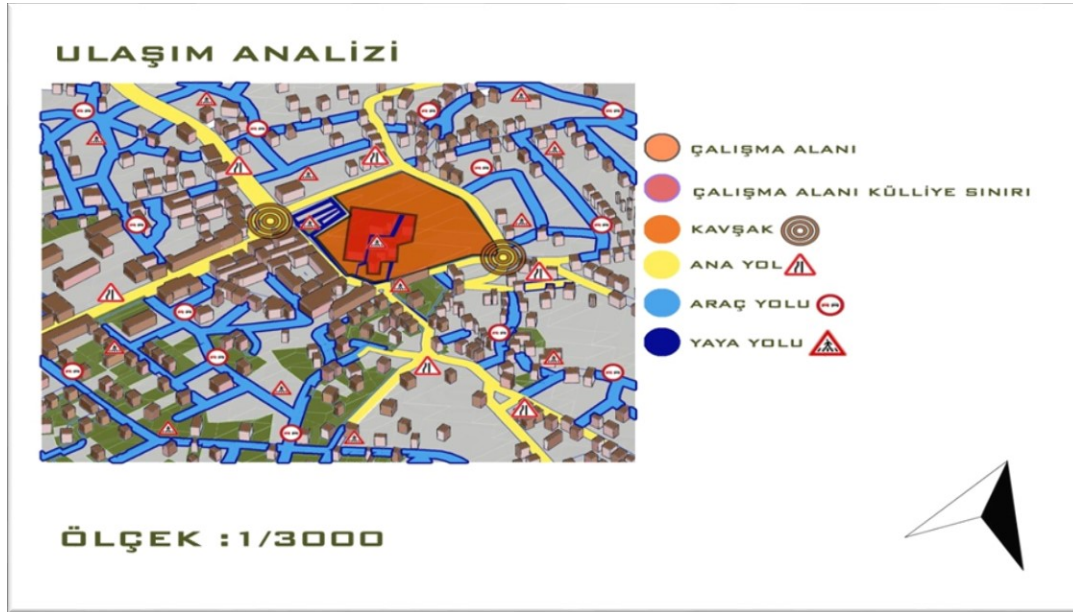 ULAŞIM ANALİZİ
ÇALIŞMA ALANI
ÇALIŞMA ALANI KÜLLİYE SINIRI
KAVŞAK
ANA YOL
ARAÇ YOLU
YAYA YOLU
ÖLÇEK :1/3000